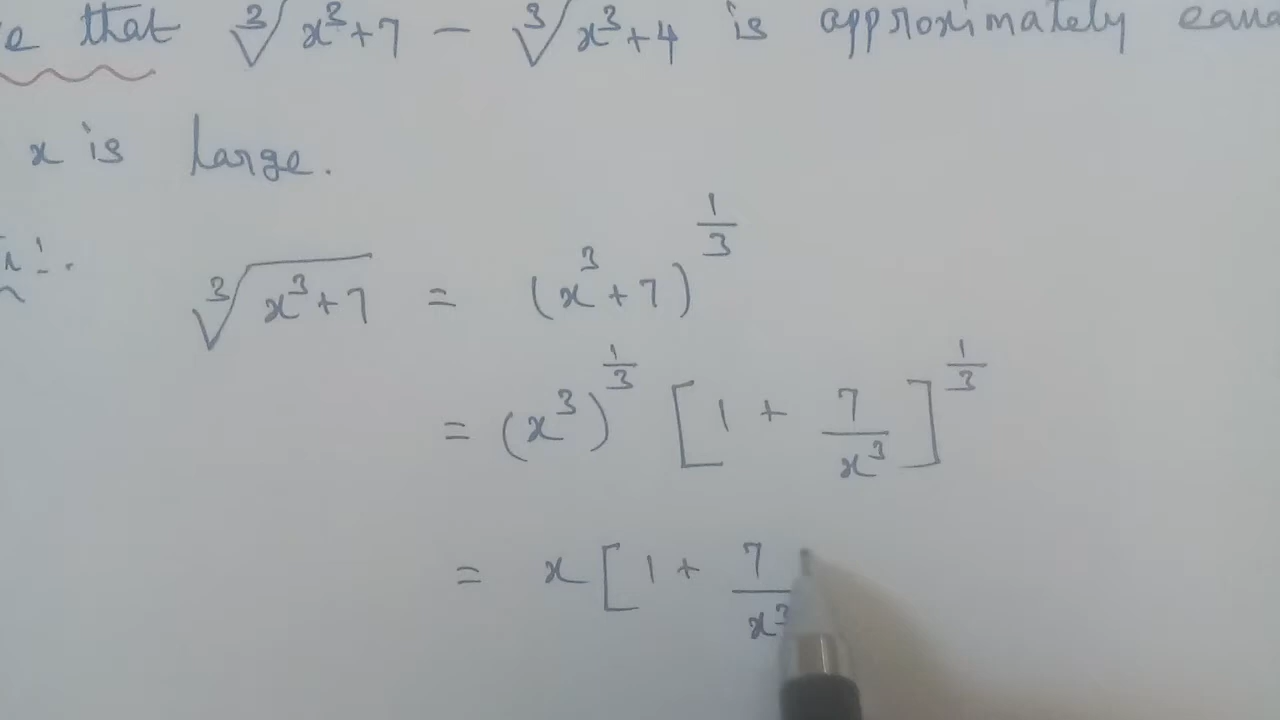 that ∛x³+7 − ∛x³+4 is approximately
x is large.
∛x³+7 = (x³+7)^(1/3)
= (x³)^(1/3) [1 + 7/x³]^(1/3)
= x[1 + 7/x³